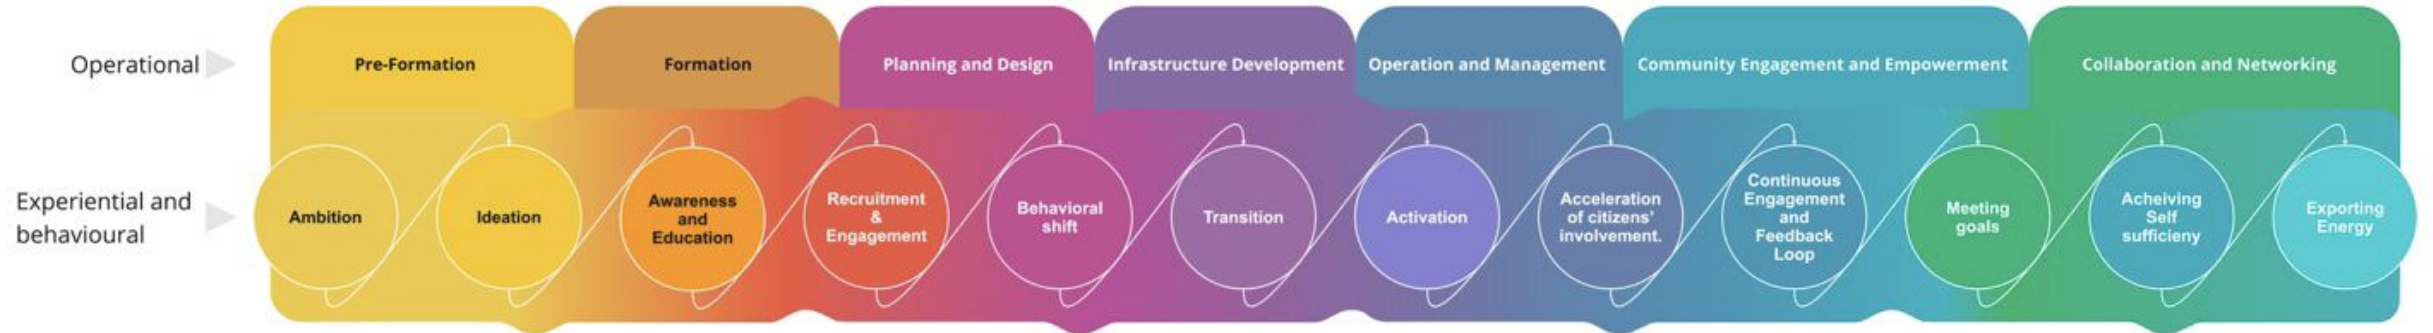 Operational
Pre-Formation
Formation
Planning and Design
Infrastructure Development
Operation and Management
Community Engagement and Empowerment
Collaboration and Networking
Experiential and
behavioural
Ambition
Ideation
Awareness
and
Education
Recruitment
&
Engagement
Behavioral
shift
Transition
Activation
Acceleration
of citizens'
involvement.
Continuous
Engagement
and
Feedback
Loop
Meeting
goals
Acheiving
Self
sufficieny
Exporting
Energy